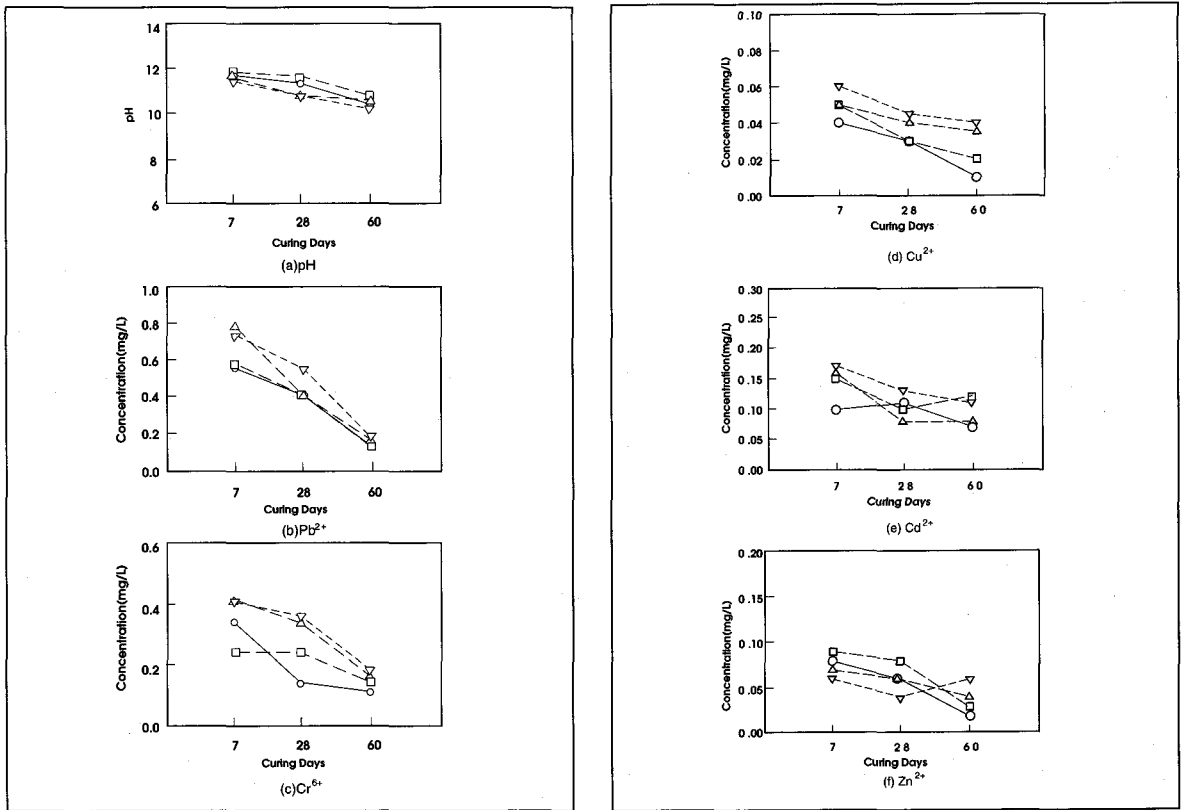 14
12
10
8
6
pH
7 28 60
Curing Days
(a)pH
1.0
0.8
0.6
0.4
0.2
0.0
Concentration(mg/L)
7 28 60
Curing Days
(b)Pb2+
0.6
0.4
0.2
0.0
Concentration(mg/L)
7 28 60
Curing Days
(c)Cr6+
0.10
0.08
0.06
0.04
0.02
0.00
Concentration(mg/L)
7 28 60
Curing Days
(d) Cu2+
0.30
0.25
0.20
0.15
0.10
0.05
0.00
Concentration(mg/L)
7 28 60
Curing Days
(e) Cd2+
0.20
0.15
0.10
0.05
0.00
Concentration(mg/L)
7 28 60
Curing Days
(f) Zn2+